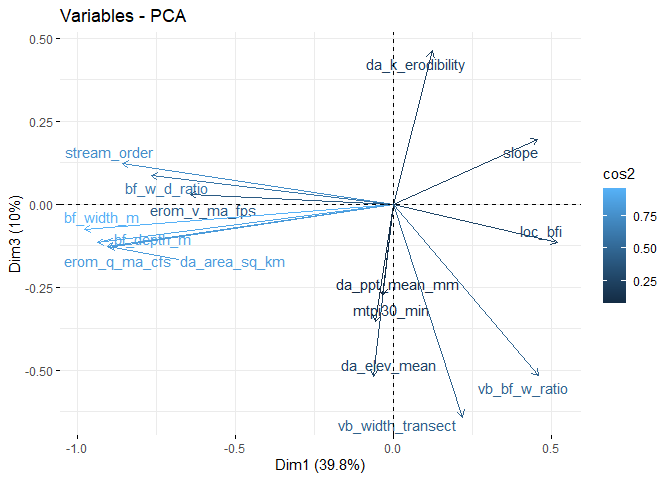 Variables - PCA
0.50
da_k_erodibility
0.25
stream_order
slope
cos2
bf_w_d_ratio
0.75
0.00
erom_v_ma_fps
bf_width_m
loc_bfi
0.50
bf_depth_m
Dim3 (10%)
erom_q_ma_cfs
da_area_sq_km
0.25
-0.25
da_ppt_mean_mm
mtpi30_min
da_elev_mean
-0.50
vb_bf_w_ratio
vb_width_transect
-1.0
-0.5
0.0
0.5
Dim1 (39.8%)